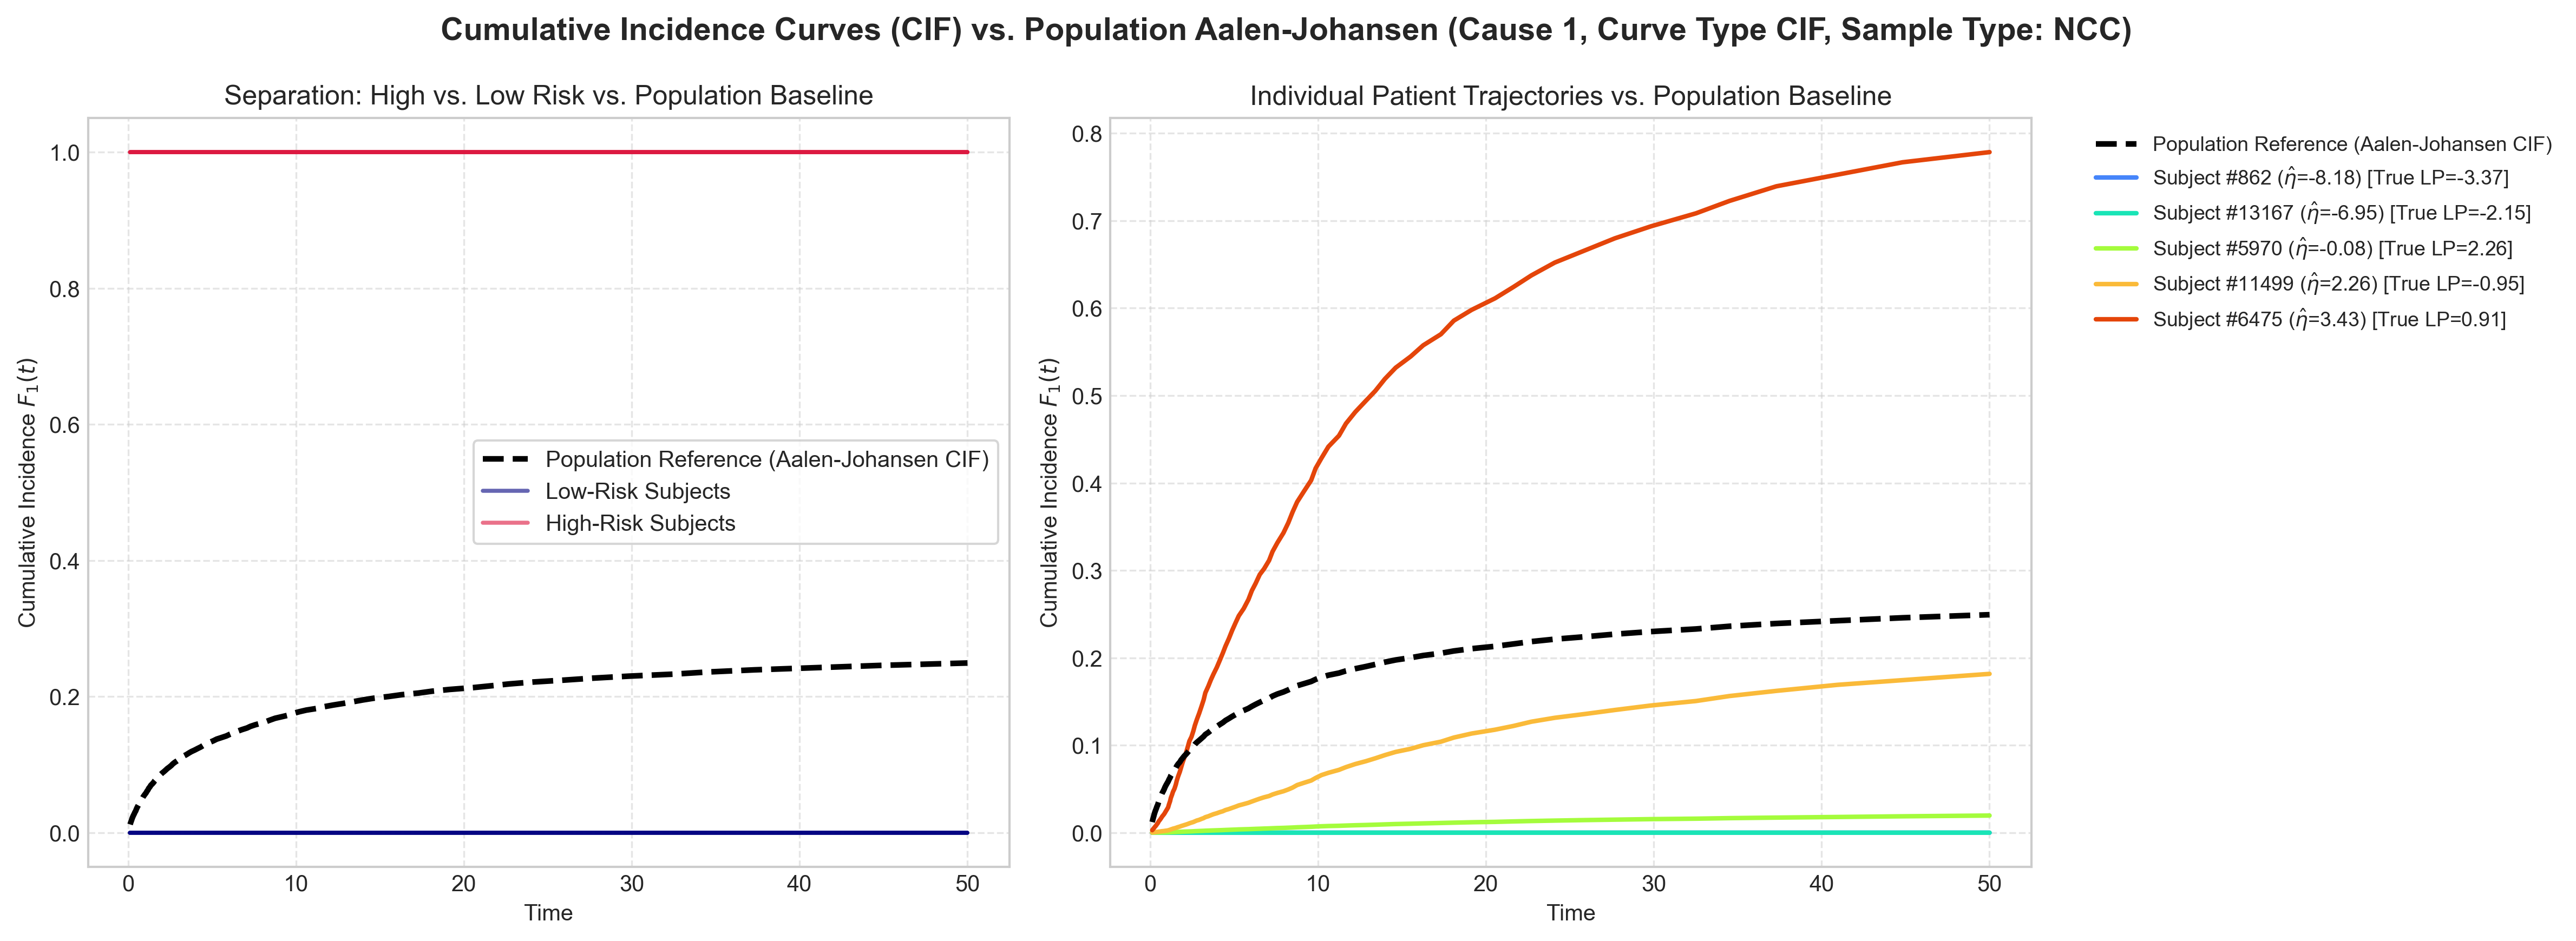 Cumulative Incidence Curves (CIF) vs. Population Aalen-Johansen (Cause 1, Curve Type CIF, Sample Type: NCC)
Separation: High vs. Low Risk vs. Population Baseline
Cumulative Incidence F₁(t)
1.0
0.8
0.6
0.4
0.2
0.0
Population Reference (Aalen-Johansen CIF)
Low-Risk Subjects
High-Risk Subjects
0 10 20 30 40 50
Time
Individual Patient Trajectories vs. Population Baseline
Cumulative Incidence F₁(t)
0.8
0.7
0.6
0.5
0.4
0.3
0.2
0.1
0.0
0 10 20 30 40 50
Time
Population Reference (Aalen-Johansen CIF)
Subject #862 (η̂=-8.18) [True LP=-3.37]
Subject #13167 (η̂=-6.95) [True LP=-2.15]
Subject #5970 (η̂=-0.08) [True LP=2.26]
Subject #11499 (η̂=2.26) [True LP=-0.95]
Subject #6475 (η̂=3.43) [True LP=0.91]